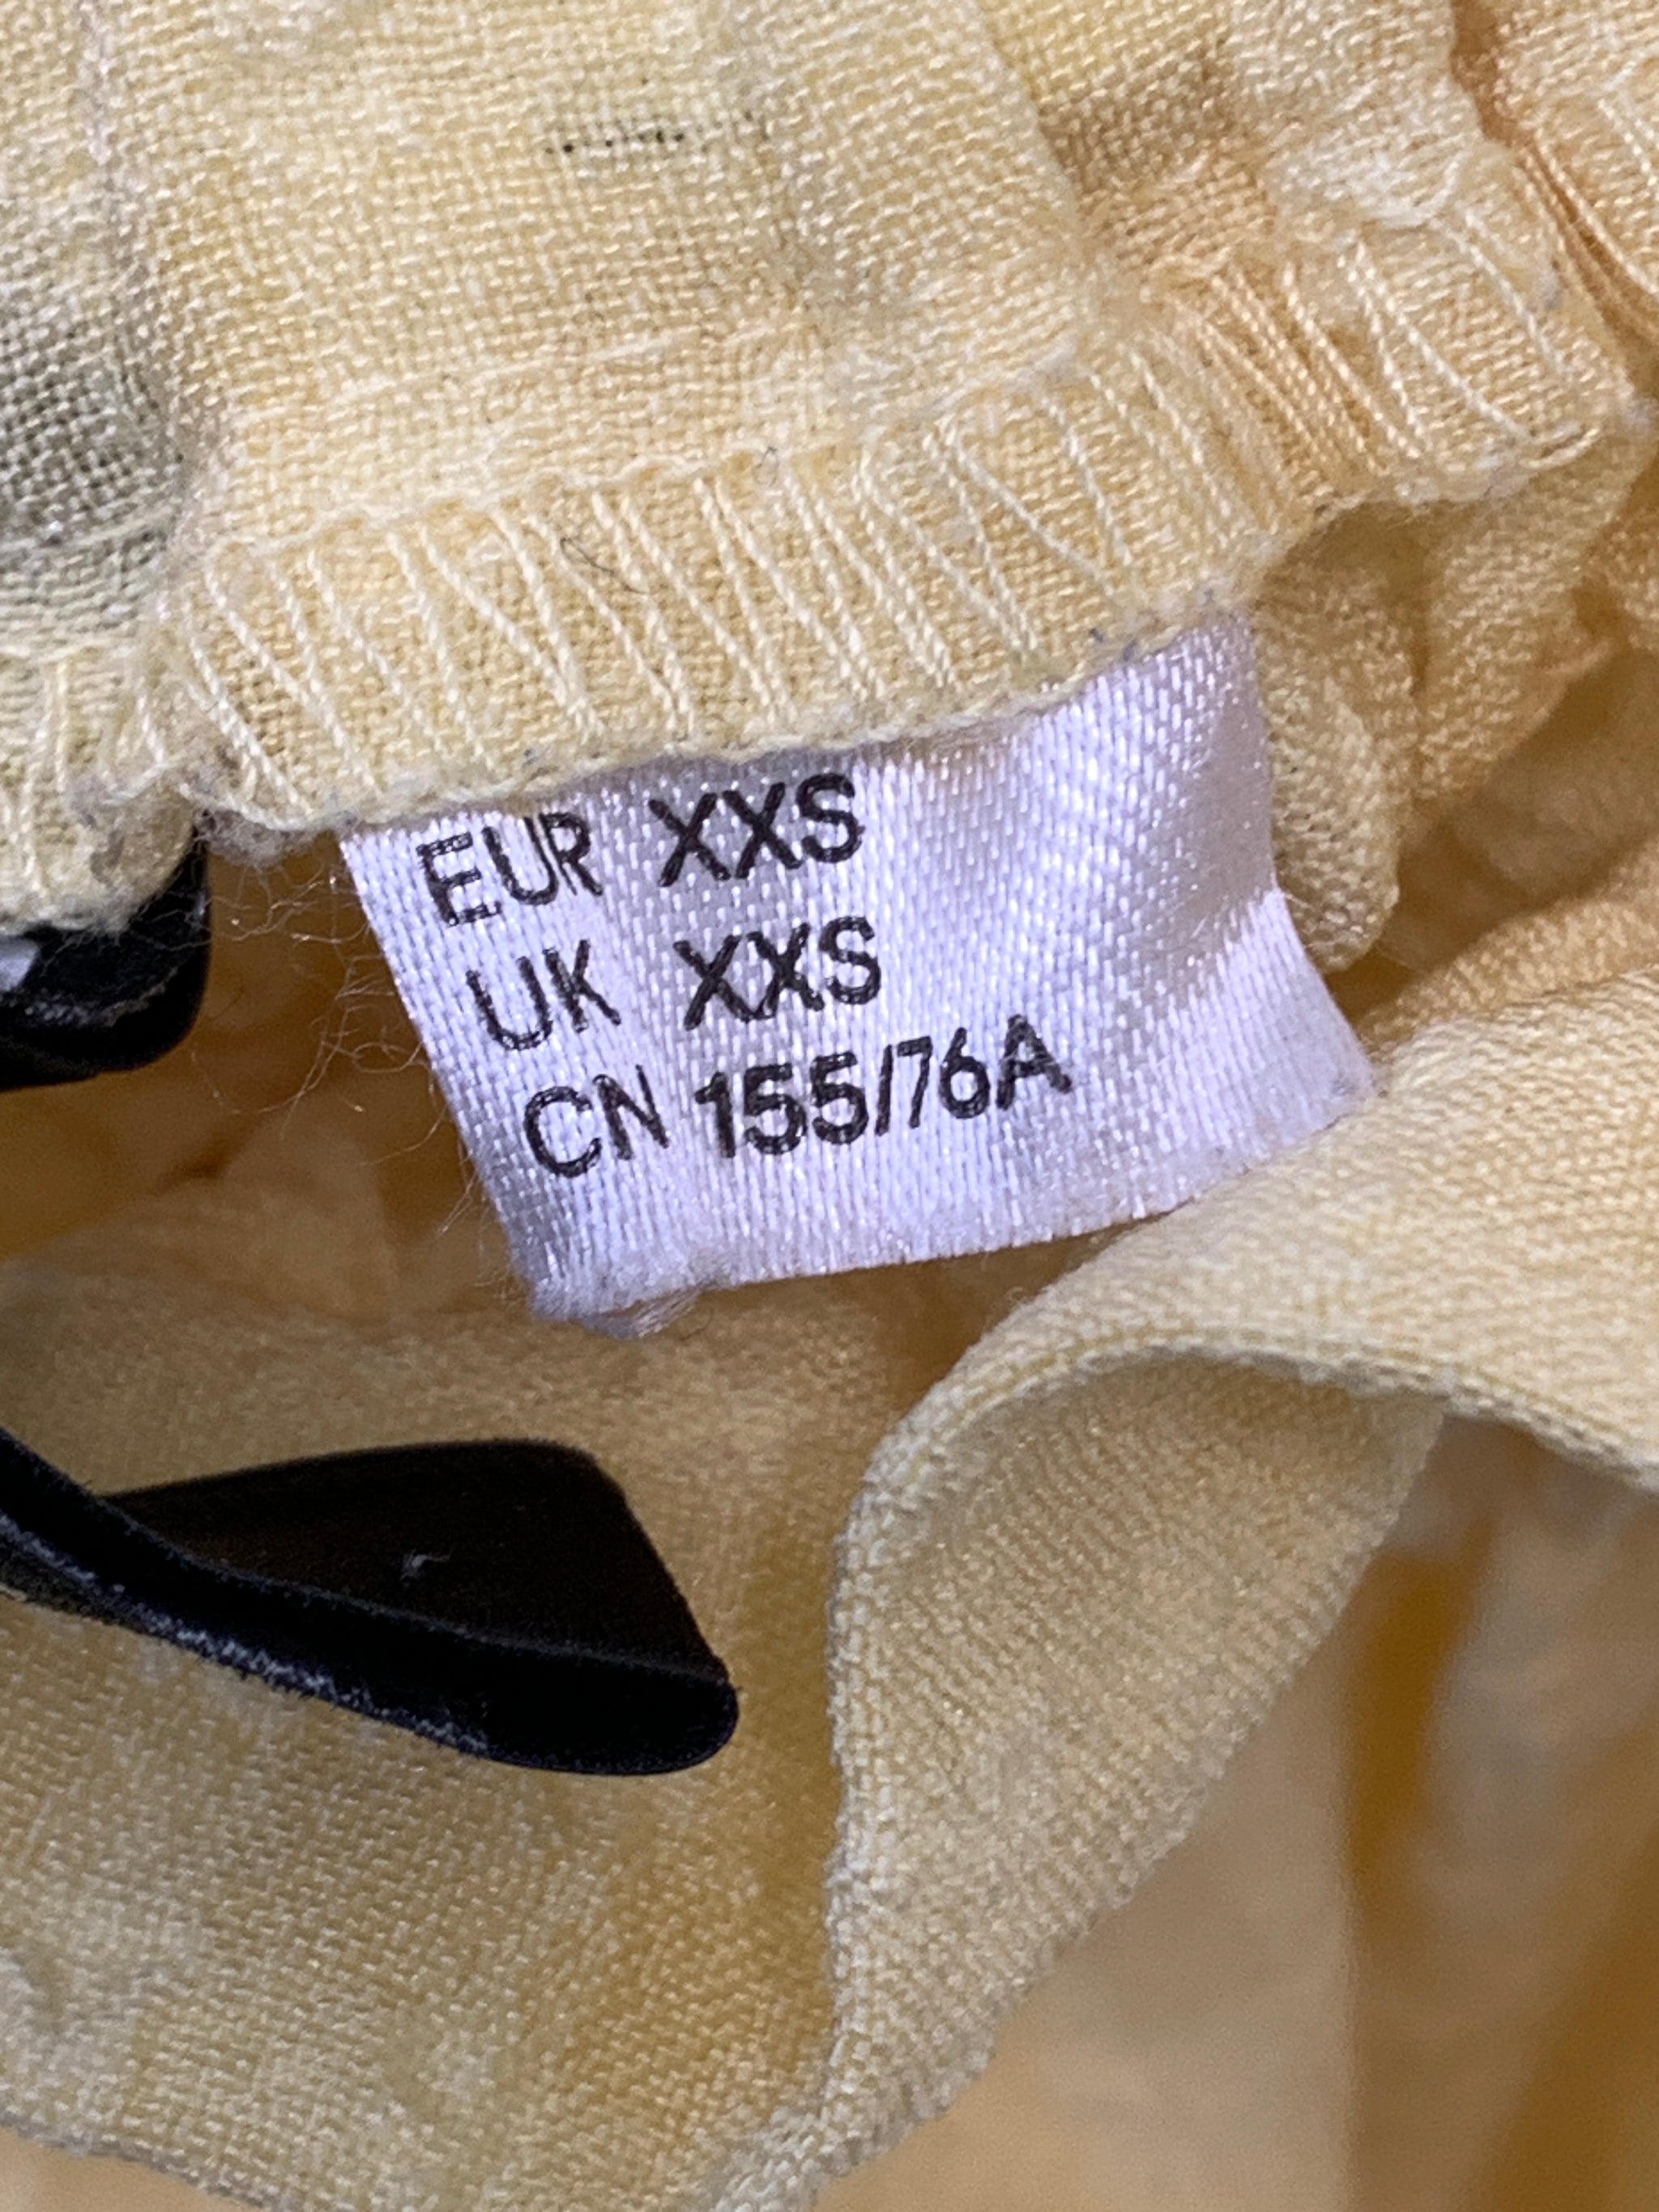 EUR XXS
UK XXS
CN 155/76A